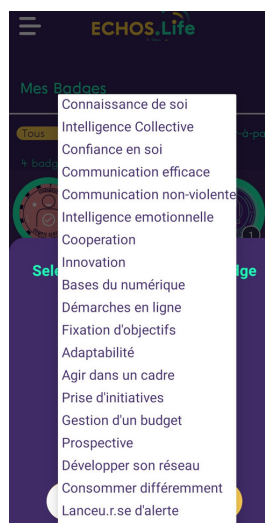 ECHOS.Life
Mes Badges
Connaissance de soi
Tous
Intelligence Collective
Confiance en soi
4 badg
Communication efficace
Communication non-violente
Intelligence emotionnelle
1
Cooperation
Innovation
Sele
dge
Bases du numérique
Démarches en ligne
Fixation d'objectifs
Adaptabilité
Agir dans un cadre
Prise d'initiatives
Gestion d'un budget
Prospective
Développer son réseau
Consommer différemment
Lanceu.r.se d'alerte